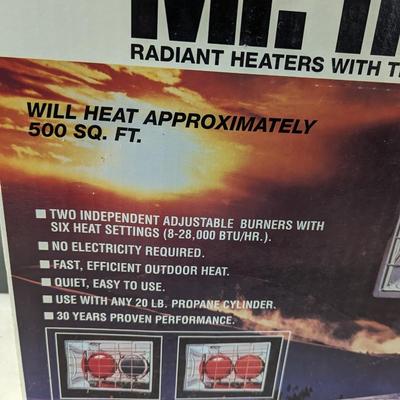 MR.
RADIANT HEATERS WITH
WILL HEAT APPROXIMATELY
500 SQ. FT.
■ TWO INDEPENDENT ADJUSTABLE BURNERS WITH
SIX HEAT SETTINGS (8-28,000 BTU/HR.).
■ NO ELECTRICITY REQUIRED.
■ FAST, EFFICIENT OUTDOOR HEAT.
■ QUIET, EASY TO USE.
■ USE WITH ANY 20 LB. PROPANE CYLINDER.
■ 30 YEARS PROVEN PERFORMANCE.